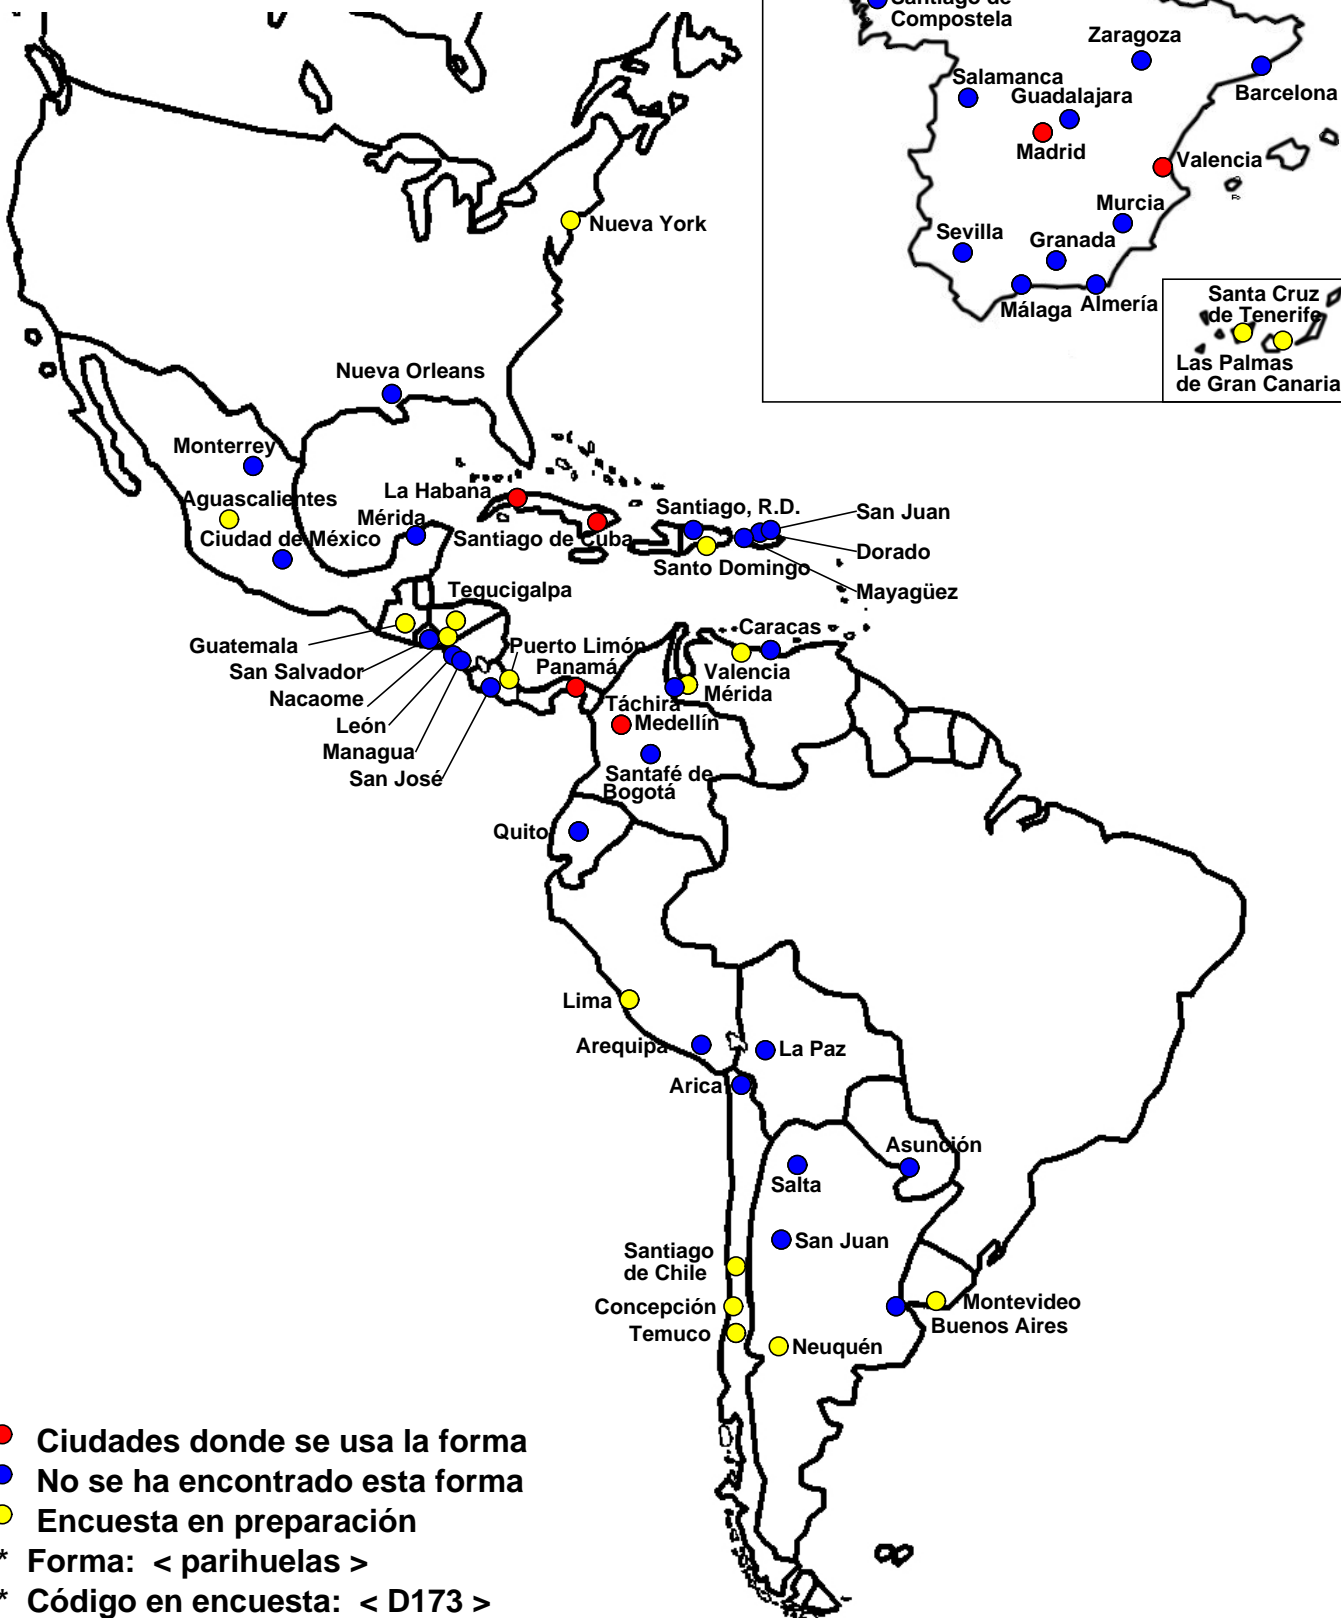 Santiago de
Compostela
Zaragoza
Barcelona
Salamanca
Guadalajara
Madrid
Valencia
Murcia
Sevilla
Granada
Málaga
Almería
Santa Cruz
de Tenerife
Las Palmas
de Gran Canaria
Nueva York
Nueva Orleans
Monterrey
Aguascalientes
Ciudad de México
Mérida
La Habana
Santiago de Cuba
Santiago, R.D.
Santo Domingo
San Juan
Dorado
Mayagüez
Tegucigalpa
Guatemala
San Salvador
Nacaome
León
Managua
San José
Puerto Limón
Panamá
Caracas
Valencia
Mérida
Táchira
Medellín
Santafé de
Bogotá
Quito
Lima
Arequipa
La Paz
Arica
Asunción
Salta
San Juan
Santiago
de Chile
Concepción
Temuco
Neuquén
Montevideo
Buenos Aires
Ciudades donde se usa la forma
No se ha encontrado esta forma
Encuesta en preparación
* Forma: < parihuelas >
* Código en encuesta: < D173 >